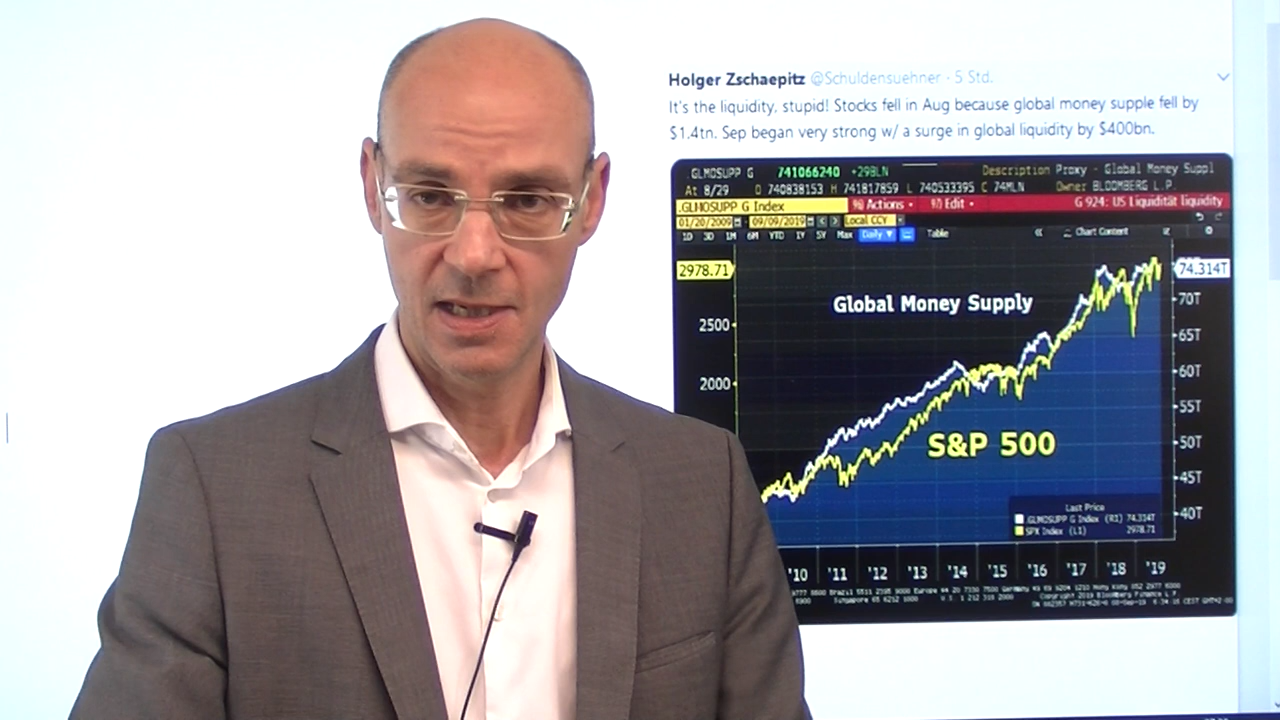 Holger Zschaepitz @Schuldensuehner · 5 Std.
It's the liquidity, stupid! Stocks fell in Aug because global money supple fell by
$1.4tn. Sep began very strong w/ a surge in global liquidity by $400bn.
.GLMOSUPP G 741066240 +298LN Description Proxy - Global Money Suppl
At 8/29 O 740838153 H 741817859 L 740533395 C 74MLN Owner BLOOMBERG L.P.
.GLMOSUPP G Index Actions Edit G 924: US Liquidität liquidity
01/20/2009 - 09/09/2019 Local CCY
1D 3D 1M 6M YTD 1Y 5Y Max Daily ▼ Table « Chart Content
2978.71
74.314T
Global Money Supply
70T
2500
65T
2000
60T
55T
S&P 500
50T
45T
Last Price
.GLMOSUPP G Index (R1) 74.314T
SPX Index (L1) 2978.71
40T
'10 '11 '12 '13 '14 '15 '16 '17 '18 '19